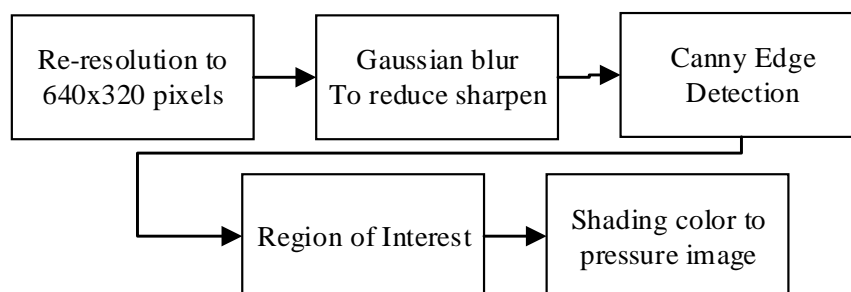 Re-resolution to
640x320 pixels
Gaussian blur
To reduce sharpen
Canny Edge
Detection
Region of Interest
Shading color to
pressure image